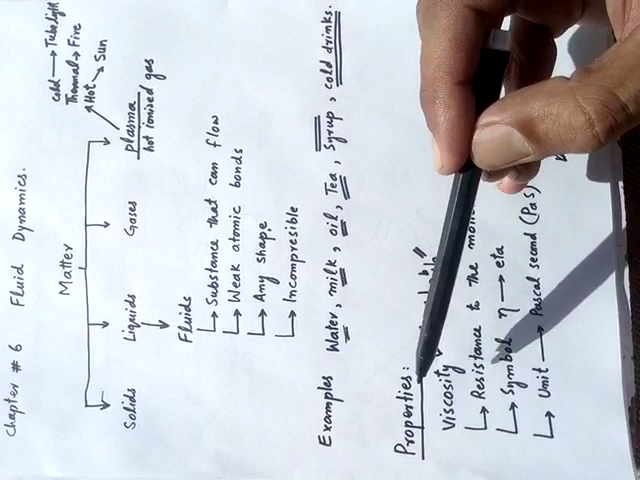 Chapter # 6 Fluid Dynamics.
Matter
Solids Liquids Gases plasma
hot ionised gas
cold → Tubelight
Thermal → Fire
Hot → Sun
Fluids
Substance that can flow
Weak atomic bonds
Any shape
Incompresible
Examples Water, milk, oil, Tea, Syrup, cold drinks.
Properties:
Viscosity
Resistance to the
Symbol η → eta
Unit → Pascal second (Pa s)